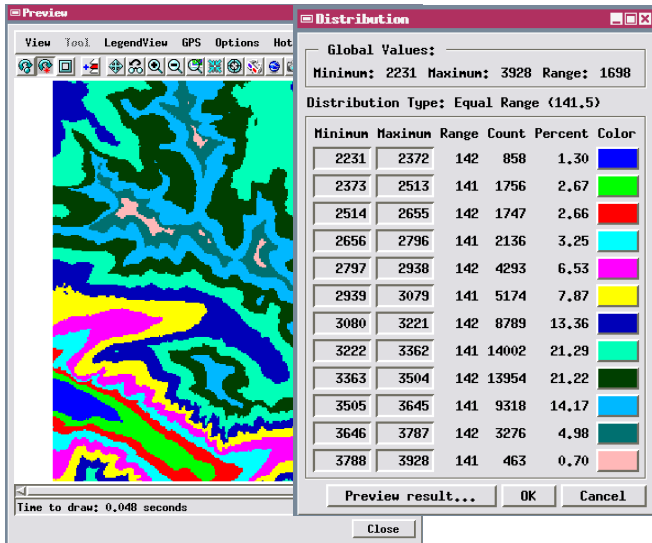 Preview
View Tool LegendView GPS Options Hot
Time to draw: 0.048 seconds
Close
Distribution
Global Values:
Minimum: 2231 Maximum: 3928 Range: 1698
Distribution Type: Equal Range (141.5)
Minimum Maximum Range Count Percent Color
2231 2372 142 858 1.30
2373 2513 141 1756 2.67
2514 2655 142 1747 2.66
2656 2796 141 2136 3.25
2797 2938 142 4293 6.53
2939 3079 141 5174 7.87
3080 3221 142 8789 13.36
3222 3362 141 14002 21.29
3363 3504 142 13954 21.22
3505 3645 141 9318 14.17
3646 3787 142 3276 4.98
3788 3928 141 463 0.70
Preview result... OK Cancel